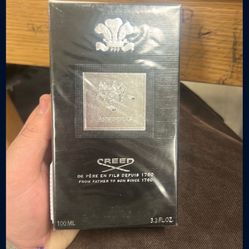 CREED
DE PÈRE EN FILS DEPUIS 1760
FROM FATHER TO SON SINCE 1760
100 ML 3.3 FL.OZ